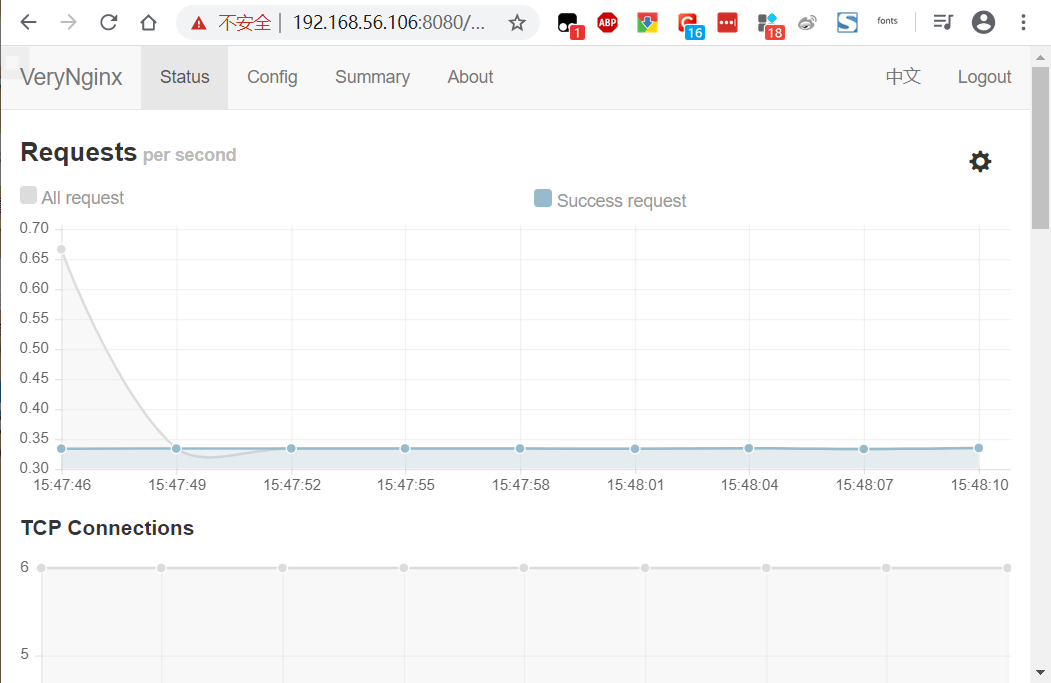 不安全 192.168.56.106:8080/...
1
ABP
16
18
fonts
VeryNginx Status Config Summary About 中文 Logout
Requests per second
All request Success request
0.70
0.65
0.60
0.55
0.50
0.45
0.40
0.35
0.30
15:47:46 15:47:49 15:47:52 15:47:55 15:47:58 15:48:01 15:48:04 15:48:07 15:48:10
TCP Connections
6
5